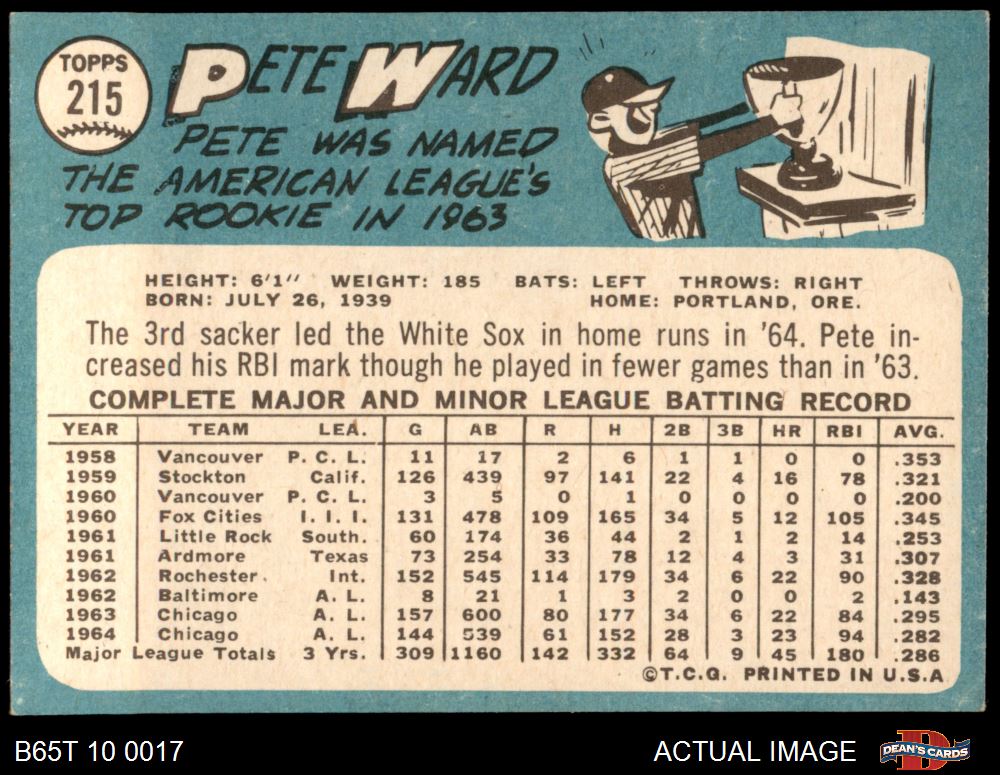 TOPPS
215
PETE WARD
PETE WAS NAMED
THE AMERICAN LEAGUE'S
TOP ROOKIE IN 1963
HEIGHT: 6'1" WEIGHT: 185 BATS: LEFT THROWS: RIGHT
BORN: JULY 26, 1939 HOME: PORTLAND, ORE.
The 3rd sacker led the White Sox in home runs in '64. Pete in-
creased his RBI mark though he played in fewer games than in '63.
COMPLETE MAJOR AND MINOR LEAGUE BATTING RECORD
YEAR TEAM LEA. G AB R H 2B 3B HR RBI AVG.
1958 Vancouver P. C. L. 11 17 2 6 1 1 0 0 .353
1959 Stockton Calif. 126 439 97 141 22 4 16 78 .321
1960 Vancouver P. C. L. 3 5 0 1 0 0 0 0 .200
1960 Fox Cities I. I. I. 131 478 109 165 34 5 12 105 .345
1961 Little Rock South. 60 174 36 44 2 1 2 14 .253
1961 Ardmore Texas 73 254 33 78 12 4 3 31 .307
1962 Rochester. Int. 152 545 114 179 34 6 22 90 .328
1962 Baltimore A. L. 8 21 1 3 2 0 0 2 .143
1963 Chicago A. L. 157 600 80 177 34 6 22 84 .295
1964 Chicago A. L. 144 539 61 152 28 3 23 94 .282
Major League Totals 3 Yrs. 309 1160 142 332 64 9 45 180 .286
©T.C.G. PRINTED IN U.S.A
B65T 10 0017 ACTUAL IMAGE DEAN'S CARDS